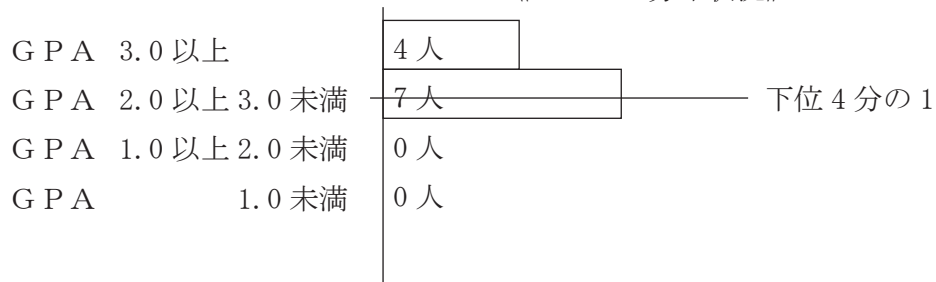 ＧＰＡ 3.0以上 4人
ＧＰＡ 2.0以上3.0未満 7人 下位4分の1
ＧＰＡ 1.0以上2.0未満 0人
ＧＰＡ 1.0未満 0人